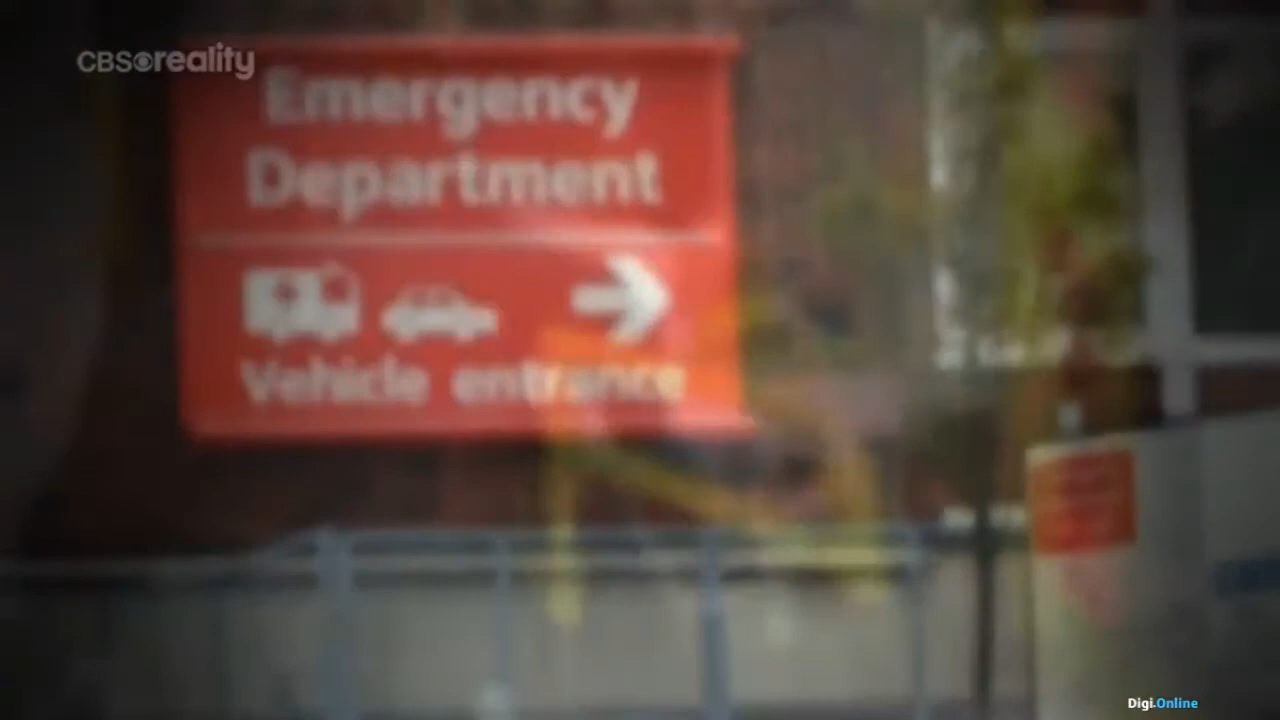 CBS reality
Emergency
Department
Vehicle entrance
Digi.Online